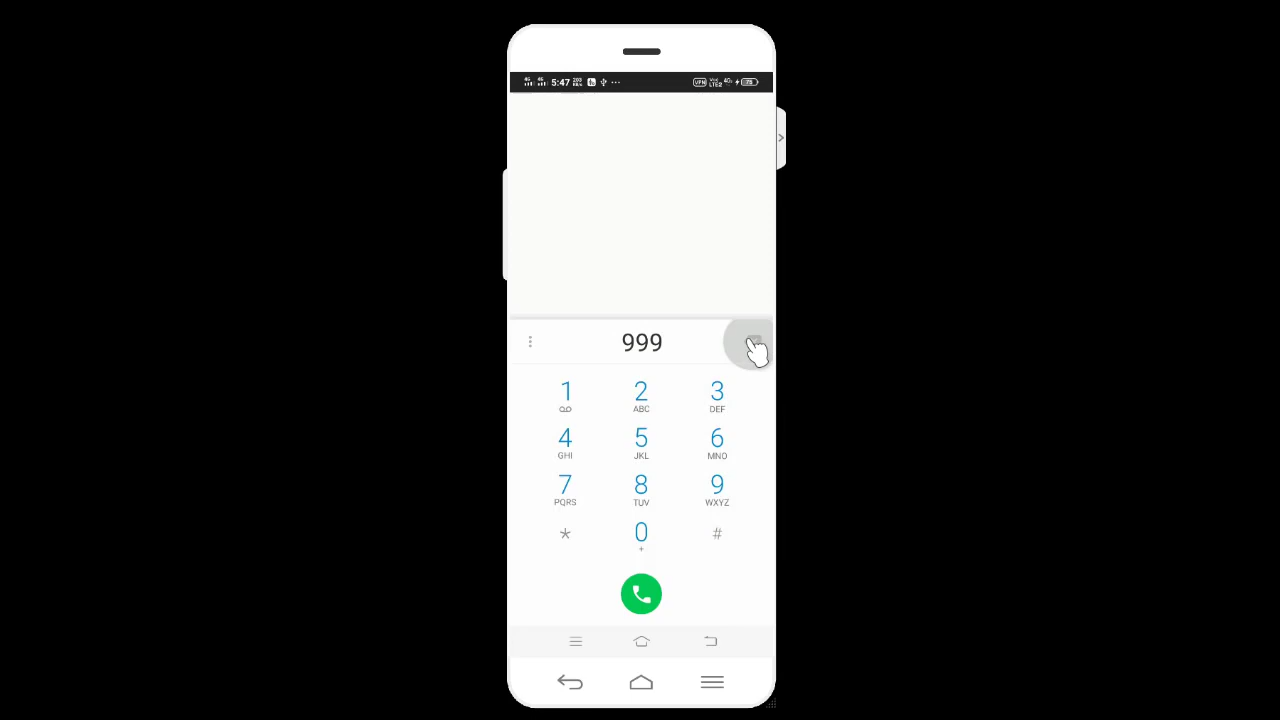 5:47
VPN
999
1 2 3
ABC DEF
4 5 6
GHI JKL MNO
7 8 9
PQRS TUV WXYZ
* 0 #
+